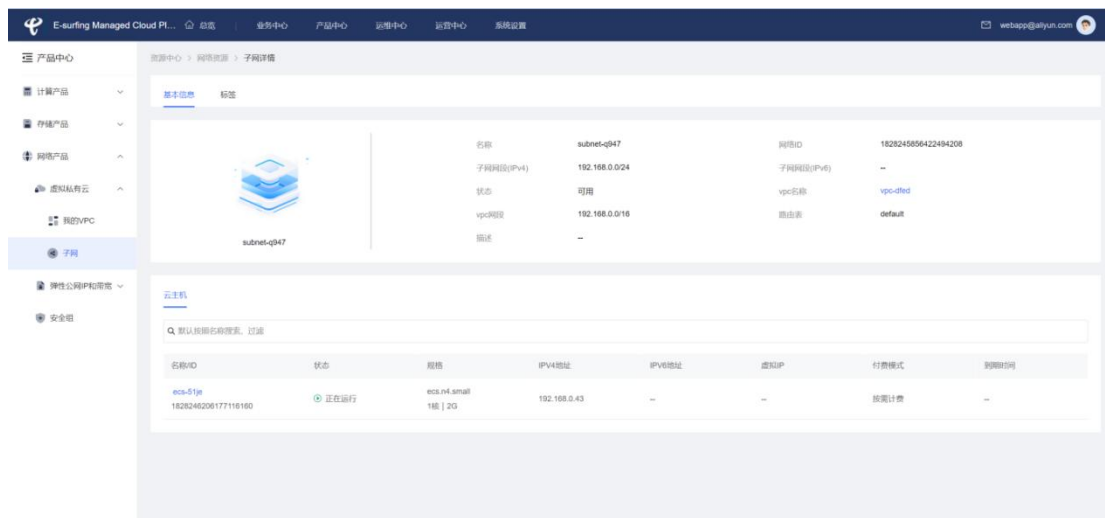 E-surfing Managed Cloud Pl... 总览 业务中心 产品中心 运维中心 运营中心 系统设置 webapp@aliyun.com
产品中心
资源中心 > 网络资源 > 子网详情
计算产品
基本信息 标签
存储产品
网络产品
名称 subnet-q947 网络ID 1828245856422494208
子网网段(IPv4) 192.168.0.0/24 子网网段(IPv6) --
虚拟私有云
状态 可用 vpc名称 vpc-dfed
我的VPC
vpc网段 192.168.0.0/16 路由表 default
subnet-q947
描述 --
子网
弹性公网IP和带宽
云主机
安全组
默认按照名称搜索、过滤
名称/ID 状态 规格 IPV4地址 IPV6地址 虚拟IP 付费模式 到期时间
ecs-51je
1828246206177116160
正在运行
ecs.n4.small
1核 | 2G
192.168.0.43 -- -- 按需计费 --